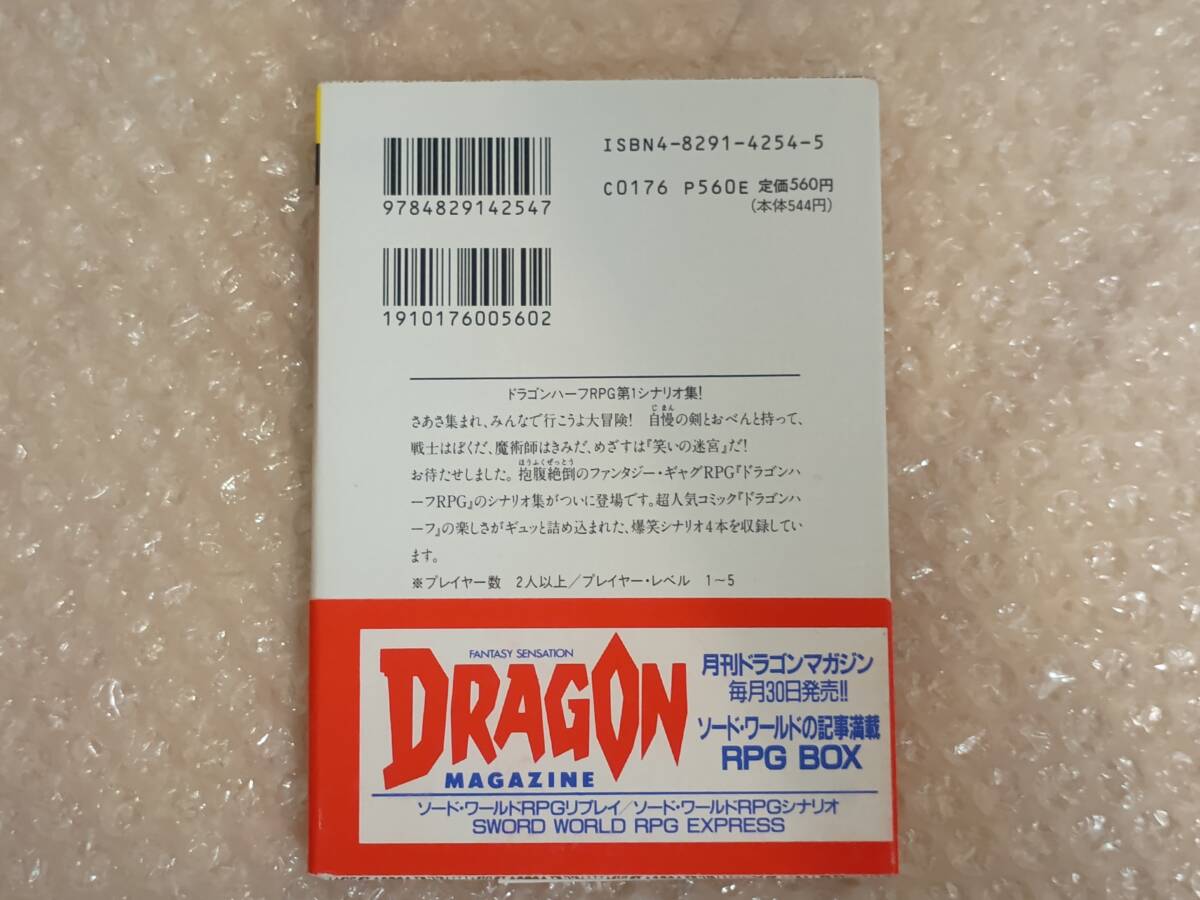 ISBN4-8291-4254-5
9784829142547
C0176 P560E 定価560円
(本体544円)
1910176005602
ドラゴンハーフRPG第1シナリオ集!
さあさ集まれ、みんなで行こうよ大冒険! 自慢の剣とおべんと持って、
じまん
戦士はぼくだ、魔術師はきみだ、めざすは『笑いの迷宮』だ!
お待たせしました。抱腹絶倒のファンタジー・ギャグRPG『ドラゴンハ
ほうふくぜっとう
ーフRPG』のシナリオ集がついに登場です。超人気コミック『ドラゴンハ
ーフ』の楽しさがギュッと詰め込まれた、爆笑シナリオ4本を収録してい
ます。
※プレイヤー数 2人以上/プレイヤー・レベル 1~5
FANTASY SENSATION
DRAGON
MAGAZINE
月刊ドラゴンマガジン
毎月30日発売!!
ソード・ワールドの記事満載
RPG BOX
ソード・ワールドRPGリプレイ/ソード・ワールドRPGシナリオ
SWORD WORLD RPG EXPRESS